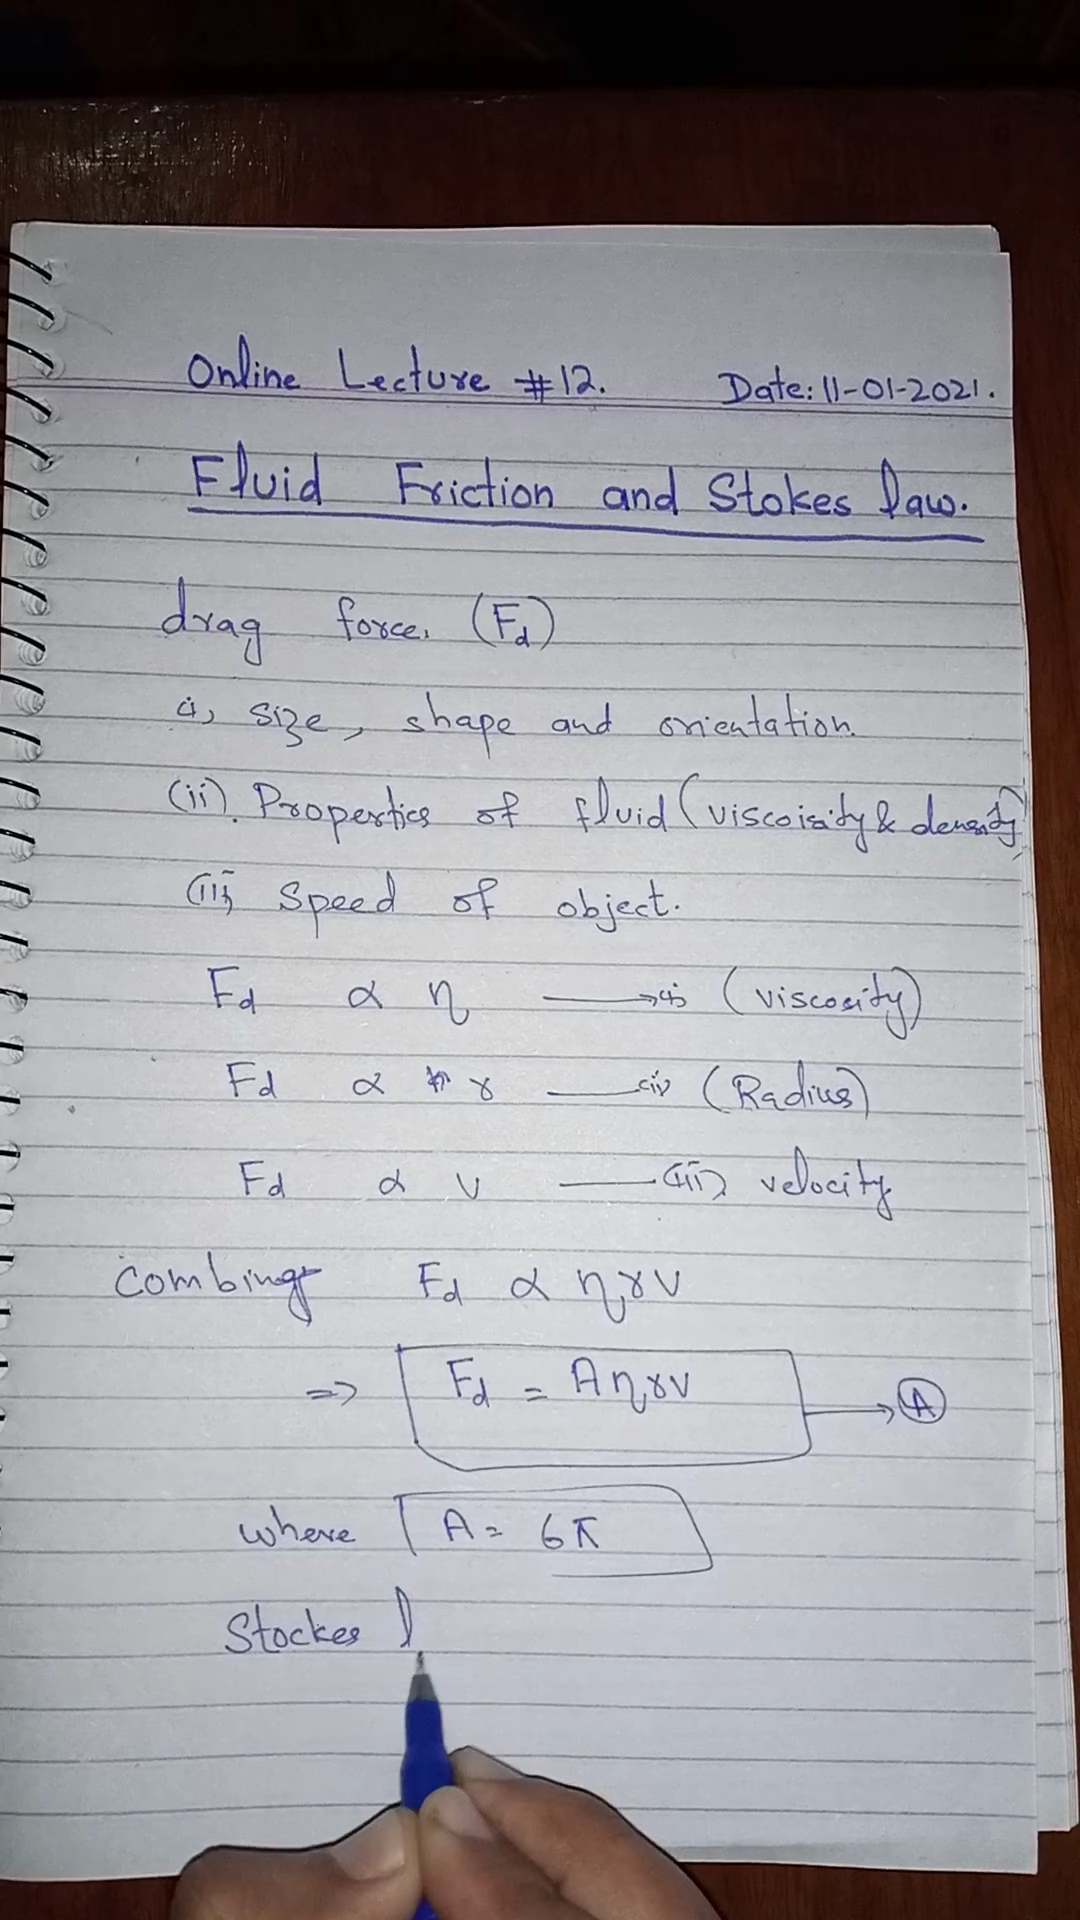 Online Lecture #12. Date: 11-01-2021.
Fluid Friction and Stokes law.
drag force. (Fd)
(i) size, shape and orientation.
(ii). Properties of fluid (viscoisity & density)
(iii) Speed of object.
Fd ∝ η → (i) (viscosity)
Fd ∝ r — (ii) (Radius)
Fd ∝ v — (iii) velocity
Combing Fd ∝ ηrv
=> Fd = Aηrv → (A)
where A = 6π
Stockes l